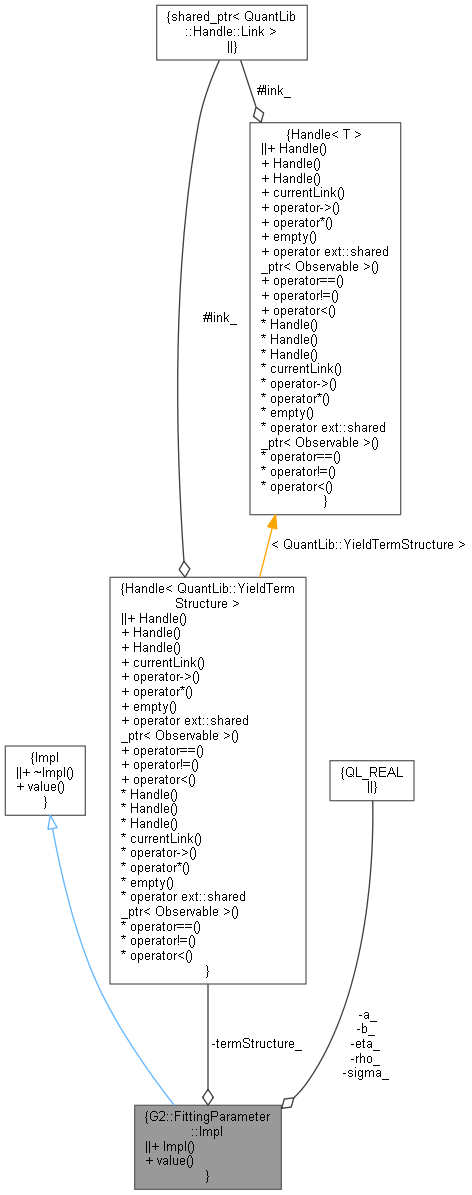 {shared_ptr< QuantLib
::Handle::Link >
||}
#link_
{Handle< T >
||+ Handle()
+ Handle()
+ Handle()
+ currentLink()
+ operator->()
+ operator*()
+ empty()
+ operator ext::shared
_ptr< Observable >()
+ operator==()
+ operator!=()
+ operator<()
* Handle()
* Handle()
* Handle()
* currentLink()
* operator->()
* operator*()
* empty()
* operator ext::shared
_ptr< Observable >()
* operator==()
* operator!=()
* operator<()
}
#link_
< QuantLib::YieldTermStructure >
{Handle< QuantLib::YieldTerm
Structure >
||+ Handle()
+ Handle()
+ Handle()
+ currentLink()
+ operator->()
+ operator*()
+ empty()
+ operator ext::shared
_ptr< Observable >()
+ operator==()
+ operator!=()
+ operator<()
* Handle()
* Handle()
* Handle()
* currentLink()
* operator->()
* operator*()
* empty()
* operator ext::shared
_ptr< Observable >()
* operator==()
* operator!=()
* operator<()
}
{Impl
||+ ~Impl()
+ value()
}
{QL_REAL
||}
-termStructure_
-a_
-b_
-eta_
-rho_
-sigma_
{G2::FittingParameter
::Impl
||+ Impl()
+ value()
}